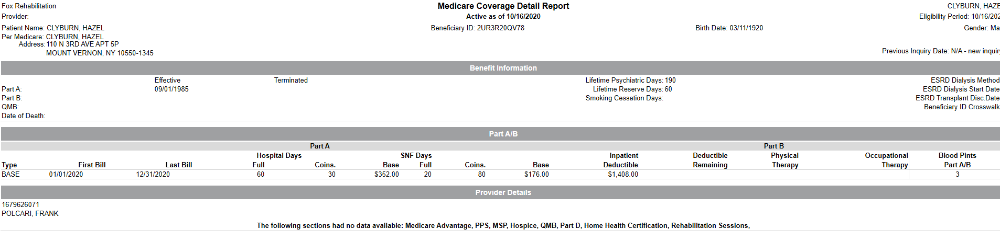 Fox Rehabilitation Medicare Coverage Detail Report CLYBURN, HAZE
Provider: Active as of 10/16/2020 Eligibility Period: 10/16/202
Patient Name: CLYBURN, HAZEL Beneficiary ID: 2UR3R20QV78 Birth Date: 03/11/1920 Gender: Ma
Per Medicare: CLYBURN, HAZEL
Address: 110 N 3RD AVE APT 5P
MOUNT VERNON, NY 10550-1345 Previous Inquiry Date: N/A - new inquiry
Benefit Information
Effective Terminated Lifetime Psychiatric Days: 190 ESRD Dialysis Method
Part A: 09/01/1985 Lifetime Reserve Days: 60 ESRD Dialysis Start Date
Part B: Smoking Cessation Days: ESRD Transplant Disc.Date
QMB: Beneficiary ID Crosswalk
Date of Death:
Part A/B
Part A Part B
Hospital Days SNF Days Inpatient Deductible Physical Occupational Blood Pints
Type First Bill Last Bill Full Coins. Base Full Coins. Base Deductible Remaining Therapy Therapy Part A/B
BASE 01/01/2020 12/31/2020 60 30 $352.00 20 80 $176.00 $1,408.00 3
Provider Details
1679626071
POLCARI, FRANK
The following sections had no data available: Medicare Advantage, PPS, MSP, Hospice, QMB, Part D, Home Health Certification, Rehabilitation Sessions,